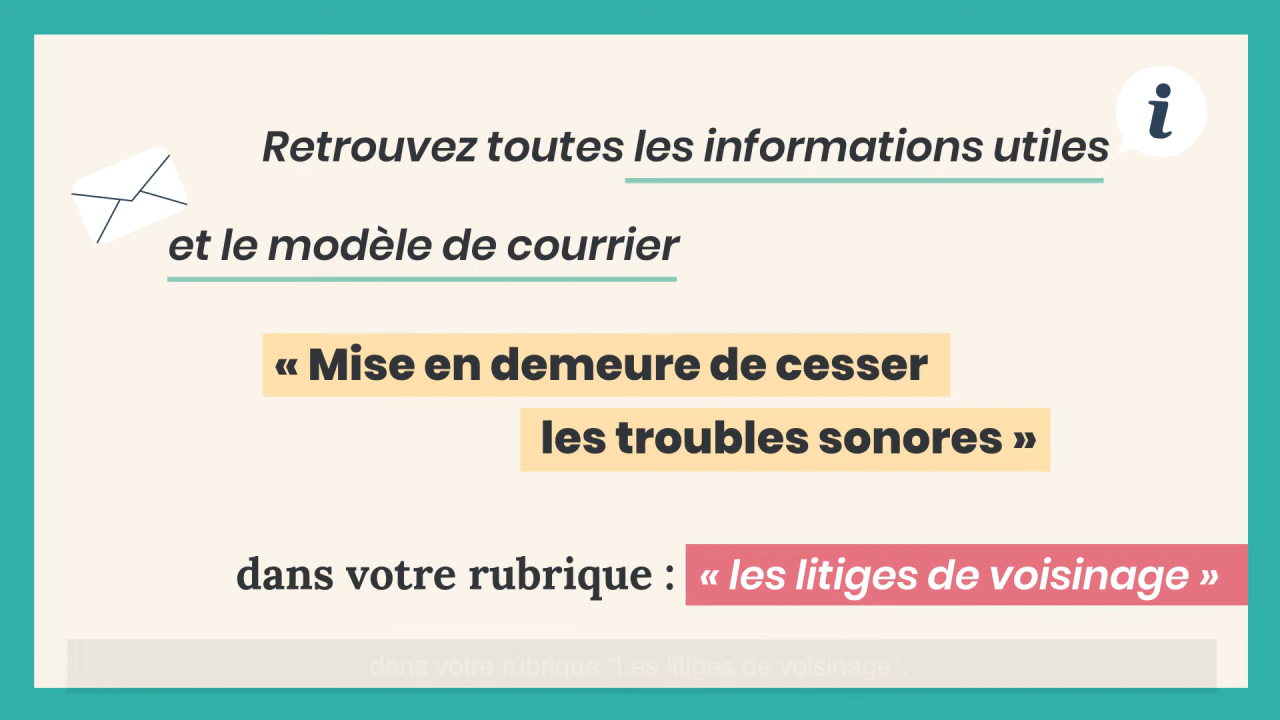 Retrouvez toutes les informations utiles
et le modèle de courrier
« Mise en demeure de cesser
les troubles sonores »
dans votre rubrique : « les litiges de voisinage »
dans votre rubrique "Les litiges de voisinage".